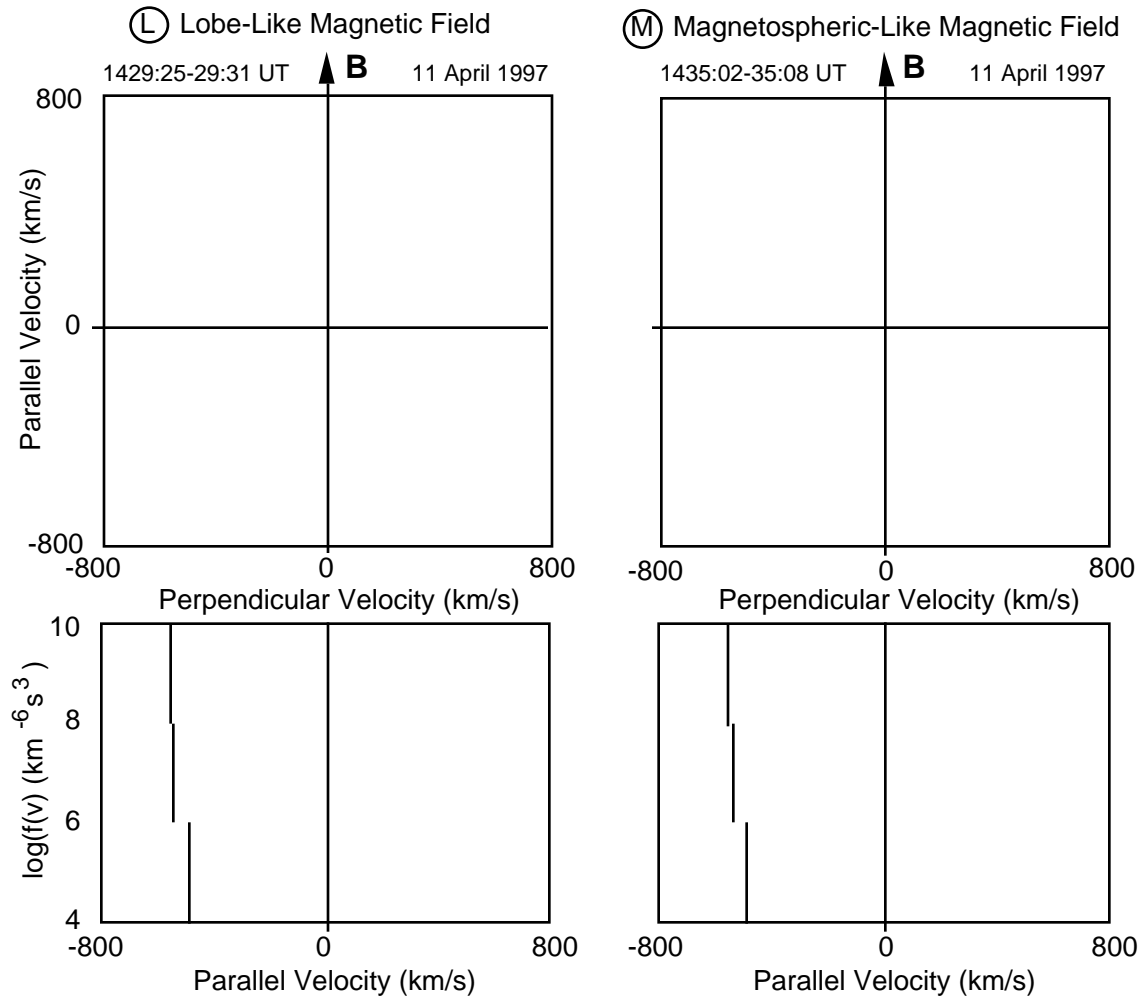 L Lobe-Like Magnetic Field
1429:25-29:31 UT B 11 April 1997
800
0
-800
Parallel Velocity (km/s)
-800 0 800
Perpendicular Velocity (km/s)
M Magnetospheric-Like Magnetic Field
1435:02-35:08 UT B 11 April 1997
-800 0 800
Perpendicular Velocity (km/s)
10
8
6
4
log(f(v) (km -6 s 3 )
-800 0 800
Parallel Velocity (km/s)
-800 0 800
Parallel Velocity (km/s)